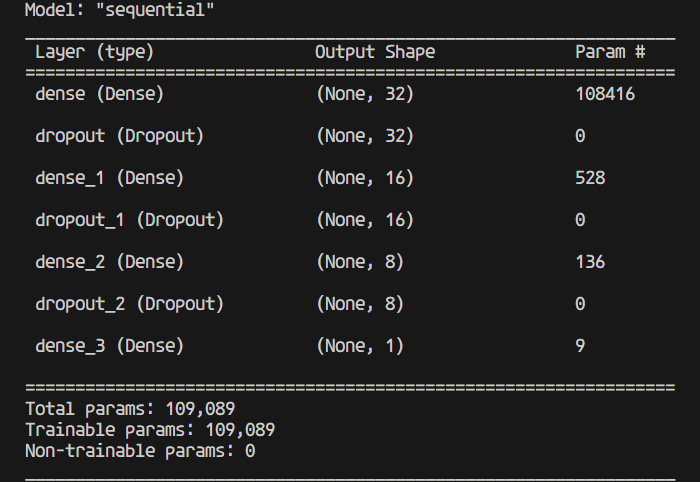 Model: "sequential"
_________________________________________________________________
Layer (type) Output Shape Param #
=================================================================
dense (Dense) (None, 32) 108416
dropout (Dropout) (None, 32) 0
dense_1 (Dense) (None, 16) 528
dropout_1 (Dropout) (None, 16) 0
dense_2 (Dense) (None, 8) 136
dropout_2 (Dropout) (None, 8) 0
dense_3 (Dense) (None, 1) 9
=================================================================
Total params: 109,089
Trainable params: 109,089
Non-trainable params: 0
_________________________________________________________________